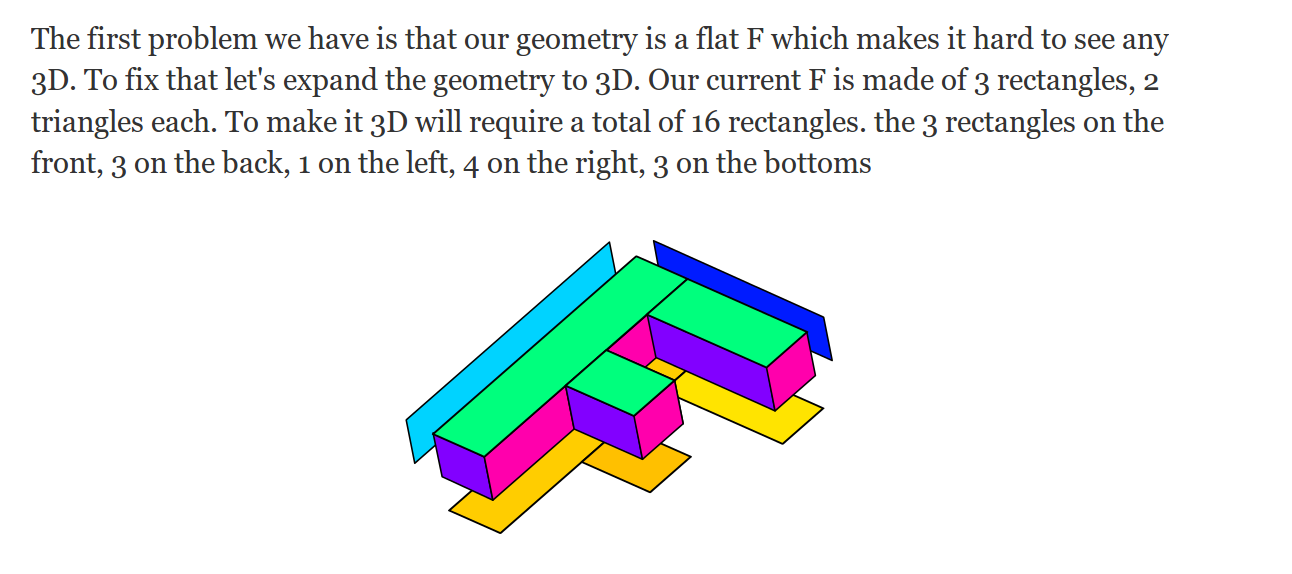 The first problem we have is that our geometry is a flat F which makes it hard to see any
3D. To fix that let's expand the geometry to 3D. Our current F is made of 3 rectangles, 2
triangles each. To make it 3D will require a total of 16 rectangles. the 3 rectangles on the
front, 3 on the back, 1 on the left, 4 on the right, 3 on the bottoms